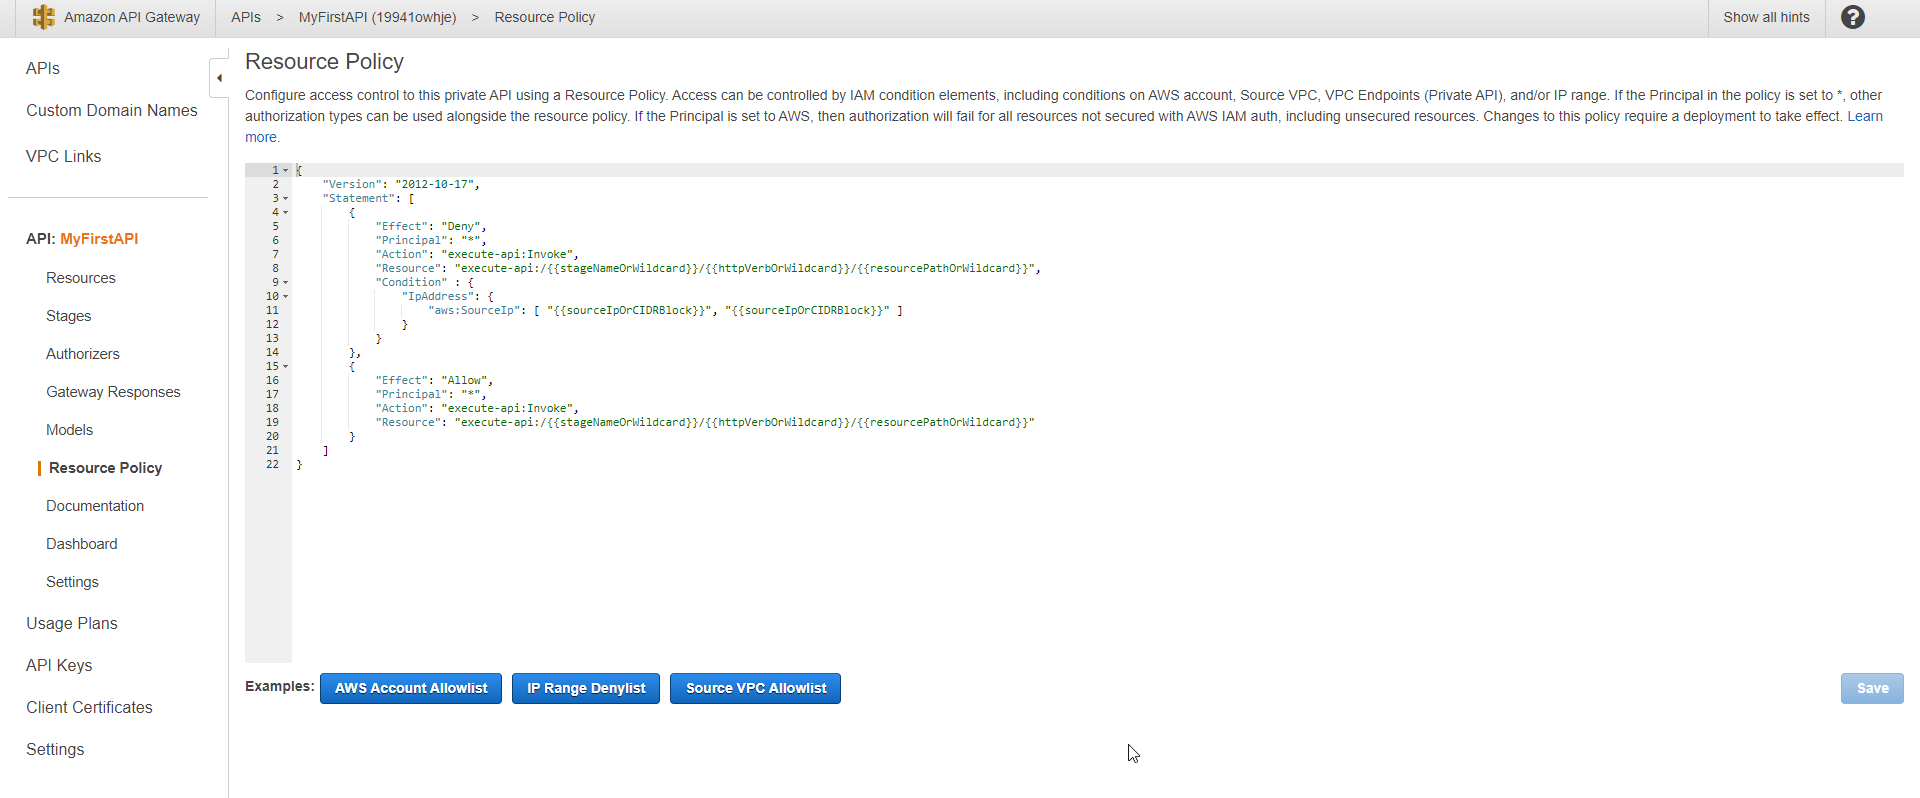 Amazon API Gateway
APIs > MyFirstAPI (19941owhje) > Resource Policy
Show all hints
?
APIs
Custom Domain Names
VPC Links
API: MyFirstAPI
Resources
Stages
Authorizers
Gateway Responses
Models
Resource Policy
Documentation
Dashboard
Settings
Usage Plans
API Keys
Client Certificates
Settings
Resource Policy
Configure access control to this private API using a Resource Policy. Access can be controlled by IAM condition elements, including conditions on AWS account, Source VPC, VPC Endpoints (Private API), and/or IP range. If the Principal in the policy is set to *, other
authorization types can be used alongside the resource policy. If the Principal is set to AWS, then authorization will fail for all resources not secured with AWS IAM auth, including unsecured resources. Changes to this policy require a deployment to take effect. Learn
more.
1 {
2 "Version": "2012-10-17",
3 "Statement": [
4 {
5 "Effect": "Deny",
6 "Principal": "*",
7 "Action": "execute-api:Invoke",
8 "Resource": "execute-api:/{{stageNameOrWildcard}}/{{httpVerbOrWildcard}}/{{resourcePathOrWildcard}}",
9 "Condition" : {
10 "IpAddress": {
11 "aws:SourceIp": [ "{{sourceIpOrCIDRBlock}}", "{{sourceIpOrCIDRBlock}}" ]
12 }
13 }
14 },
15 {
16 "Effect": "Allow",
17 "Principal": "*",
18 "Action": "execute-api:Invoke",
19 "Resource": "execute-api:/{{stageNameOrWildcard}}/{{httpVerbOrWildcard}}/{{resourcePathOrWildcard}}"
20 }
21 ]
22 }
Examples: AWS Account Allowlist IP Range Denylist Source VPC Allowlist
Save